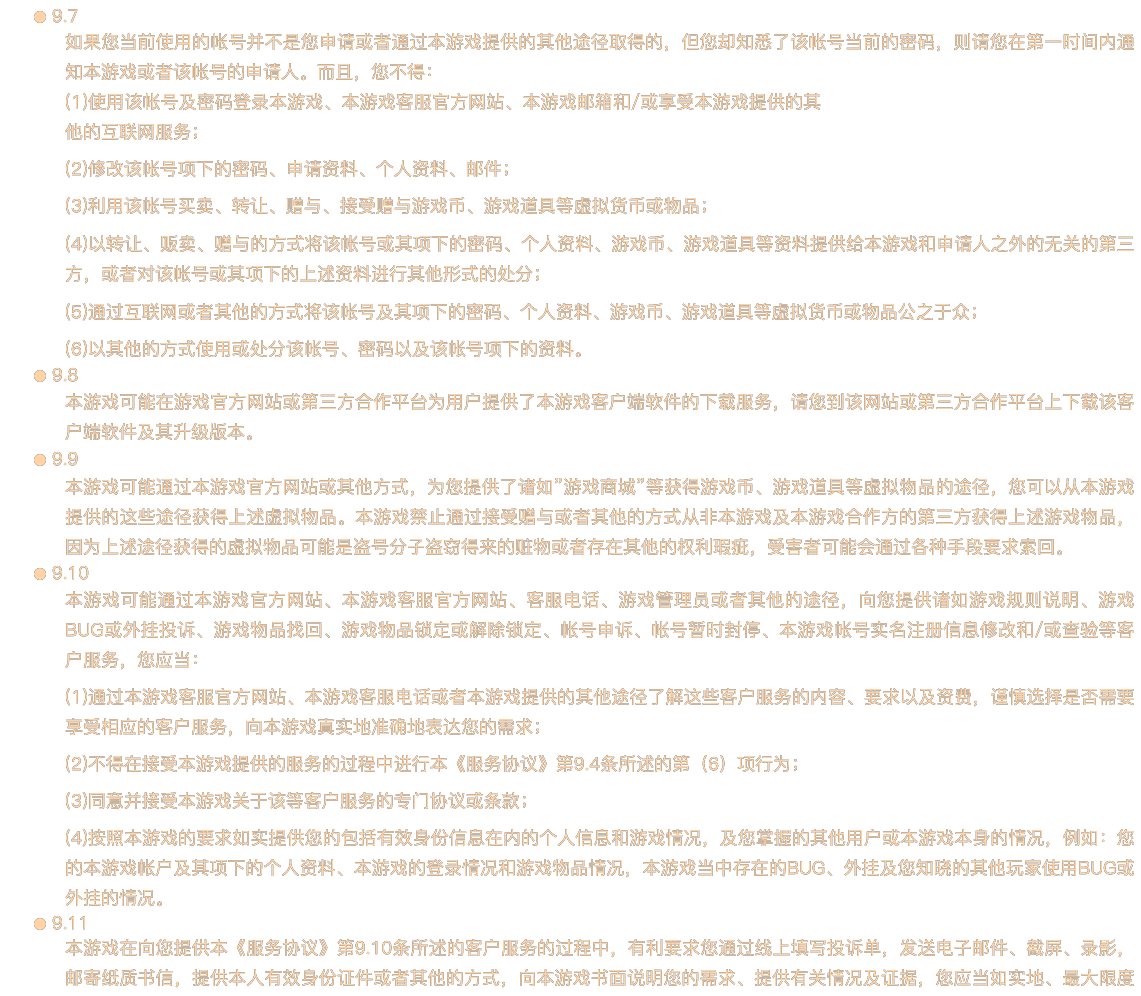 9.7
如果您当前使用的帐号并不是您申请或者通过本游戏提供的其他途径取得的，但您却知悉了该帐号当前的密码，则请您在第一时间内通
知本游戏或者该帐号的申请人。而且，您不得：
(1)使用该帐号及密码登录本游戏、本游戏客服官方网站、本游戏邮箱和/或享受本游戏提供的其
他的互联网服务；
(2)修改该帐号项下的密码、申请资料、个人资料、邮件；
(3)利用该帐号买卖、转让、赠与、接受赠与游戏币、游戏道具等虚拟货币或物品；
(4)以转让、贩卖、赠与的方式将该帐号或其项下的密码、个人资料、游戏币、游戏道具等资料提供给本游戏和申请人之外的无关的第三
方，或者对该帐号或其项下的上述资料进行其他形式的处分；
(5)通过互联网或者其他的方式将该帐号及其项下的密码、个人资料、游戏币、游戏道具等虚拟货币或物品公之于众；
(6)以其他的方式使用或处分该帐号、密码以及该帐号项下的资料。
9.8
本游戏可能在游戏官方网站或第三方合作平台为用户提供了本游戏客户端软件的下载服务，请您到该网站或第三方合作平台上下载该客
户端软件及其升级版本。
9.9
本游戏可能通过本游戏官方网站或其他方式，为您提供了诸如”游戏商城”等获得游戏币、游戏道具等虚拟物品的途径，您可以从本游戏
提供的这些途径获得上述虚拟物品。本游戏禁止通过接受赠与或者其他的方式从非本游戏及本游戏合作方的第三方获得上述游戏物品，
因为上述途径获得的虚拟物品可能是盗号分子盗窃得来的赃物或者存在其他的权利瑕疵，受害者可能会通过各种手段要求索回。
9.10
本游戏可能通过本游戏官方网站、本游戏客服官方网站、客服电话、游戏管理员或者其他的途径，向您提供诸如游戏规则说明、游戏
BUG或外挂投诉、游戏物品找回、游戏物品锁定或解除锁定、帐号申诉、帐号暂时封停、本游戏帐号实名注册信息修改和/或查验等客
户服务，您应当：
(1)通过本游戏客服官方网站、本游戏客服电话或者本游戏提供的其他途径了解这些客户服务的内容、要求以及资费，谨慎选择是否需要
享受相应的客户服务，向本游戏真实地准确地表达您的需求；
(2)不得在接受本游戏提供的服务的过程中进行本《服务协议》第9.4条所述的第（8）项行为；
(3)同意并接受本游戏关于该等客户服务的专门协议或条款；
(4)按照本游戏的要求如实提供您的包括有效身份信息在内的个人信息和游戏情况，及您掌握的其他用户或本游戏本身的情况，例如：您
的本游戏帐户及其项下的个人资料、本游戏的登录情况和游戏物品情况，本游戏当中存在的BUG、外挂及您知晓的其他玩家使用BUG或
外挂的情况。
9.11
本游戏在向您提供本《服务协议》第9.10条所述的客户服务的过程中，有利要求您通过线上填写投诉单，发送电子邮件、截屏、录影，
邮寄纸质书信，提供本人有效身份证件或者其他的方式，向本游戏书面说明您的需求、提供有关情况及证据，您应当如实地、最大限度